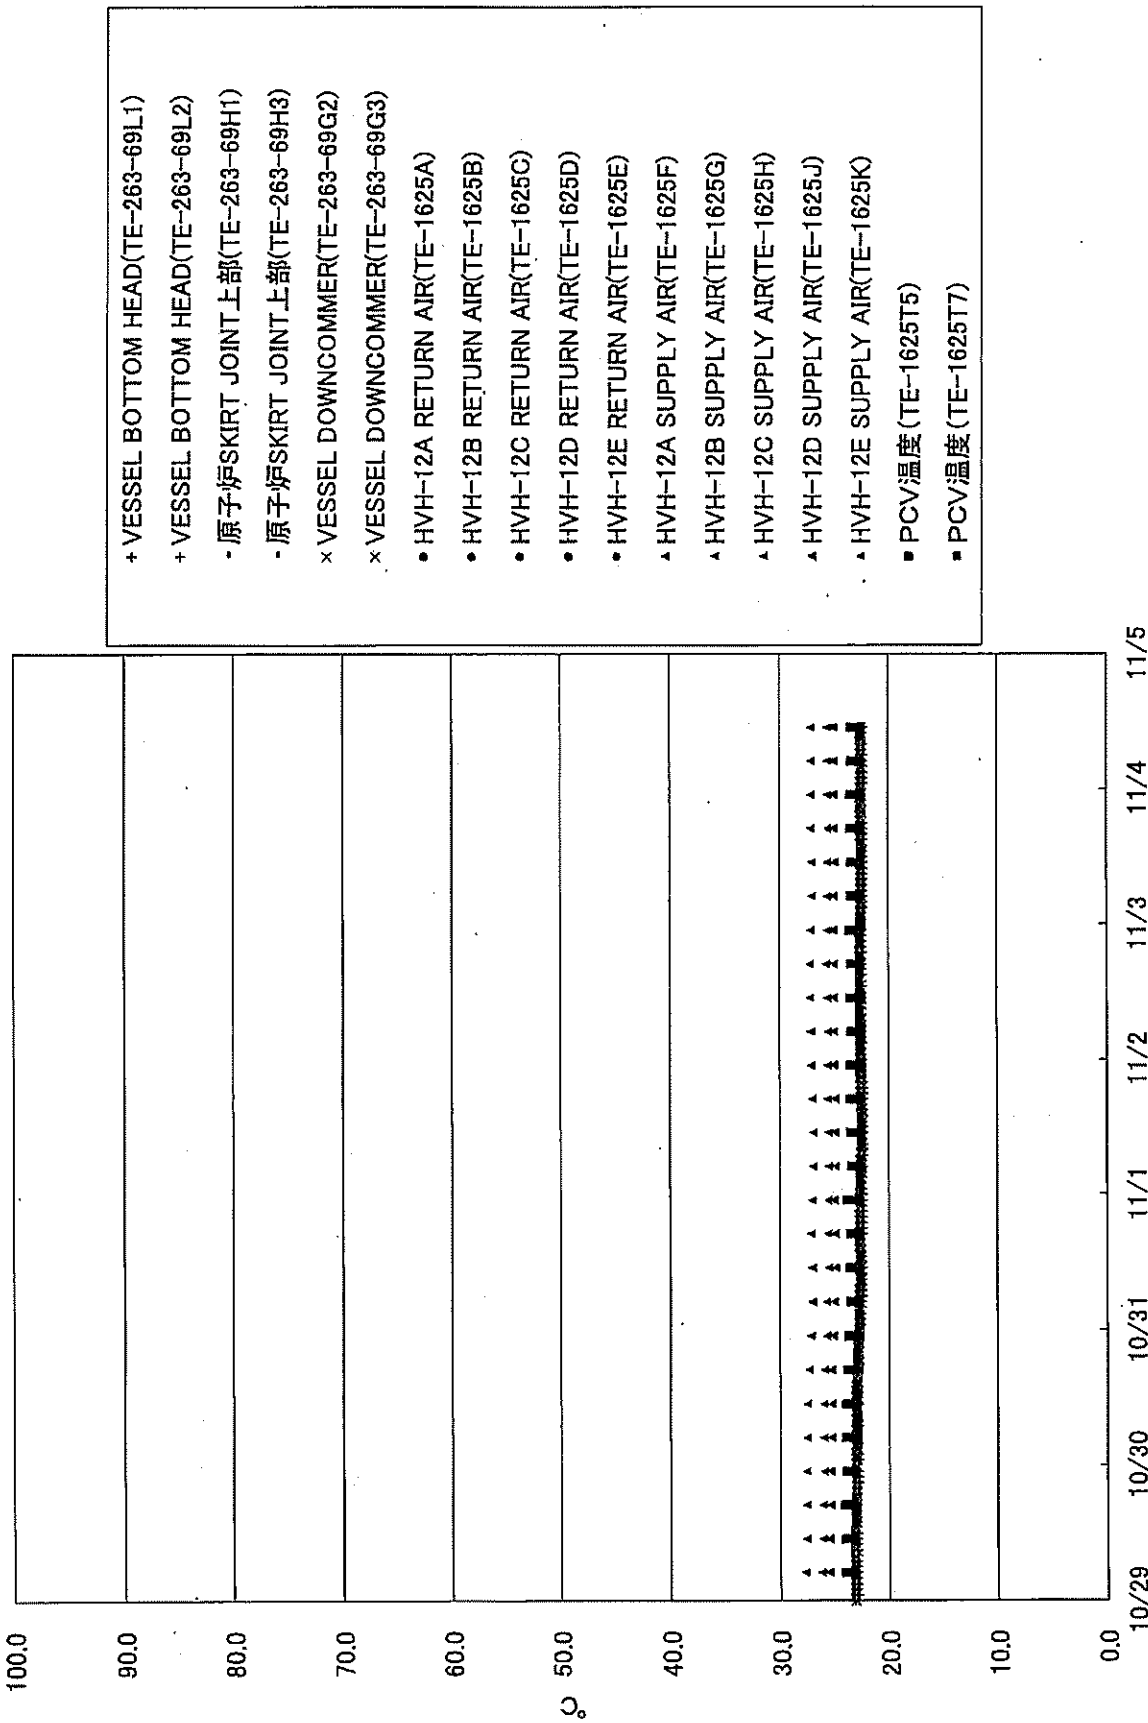 100.0
90.0
80.0
70.0
60.0
50.0
40.0
30.0
20.0
10.0
0.0
℃
10/29
10/30
10/31
11/1
11/2
11/3
11/4
11/5
+ VESSEL BOTTOM HEAD(TE-263-69L1)
+ VESSEL BOTTOM HEAD(TE-263-69L2)
- 原子炉SKIRT JOINT上部(TE-263-69H1)
- 原子炉SKIRT JOINT上部(TE-263-69H3)
× VESSEL DOWNCOMMER(TE-263-69G2)
× VESSEL DOWNCOMMER(TE-263-69G3)
● HVH-12A RETURN AIR(TE-1625A)
● HVH-12B RETURN AIR(TE-1625B)
● HVH-12C RETURN AIR(TE-1625C)
● HVH-12D RETURN AIR(TE-1625D)
● HVH-12E RETURN AIR(TE-1625E)
▲ HVH-12A SUPPLY AIR(TE-1625F)
▲ HVH-12B SUPPLY AIR(TE-1625G)
▲ HVH-12C SUPPLY AIR(TE-1625H)
▲ HVH-12D SUPPLY AIR(TE-1625J)
▲ HVH-12E SUPPLY AIR(TE-1625K)
■ PCV温度(TE-1625T5)
■ PCV温度(TE-1625T7)